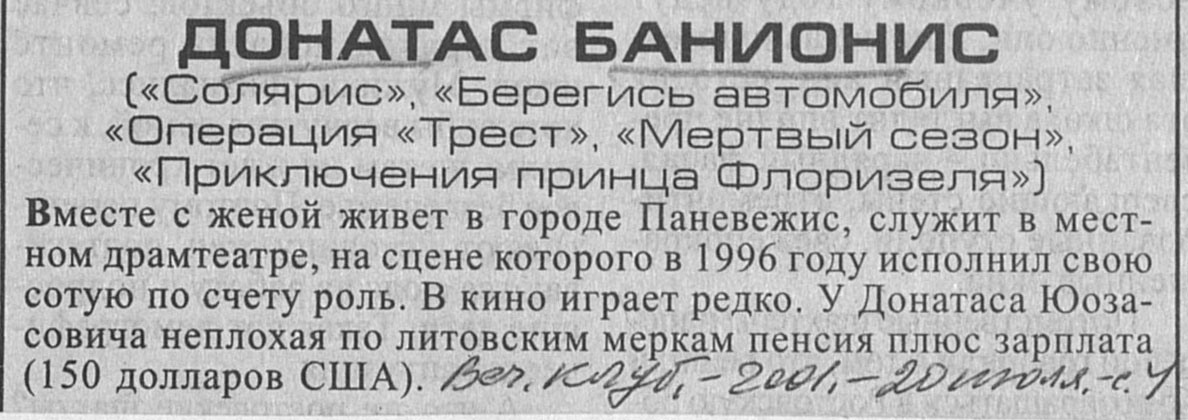 ДОНАТАС БАНИОНИС
(«Солярис», «Берегись автомобиля»,
«Операция «Трест», «Мертвый сезон»,
«Приключения принца Флоризеля»)
Вместе с женой живет в городе Паневежис, служит в мест-
ном драмтеатре, на сцене которого в 1996 году исполнил свою
сотую по счету роль. В кино играет редко. У Донатаса Юоза-
совича неплохая по литовским меркам пенсия плюс зарплата
(150 долларов США). Веч. клуб, - 2001, - 20 июля, - с. 4